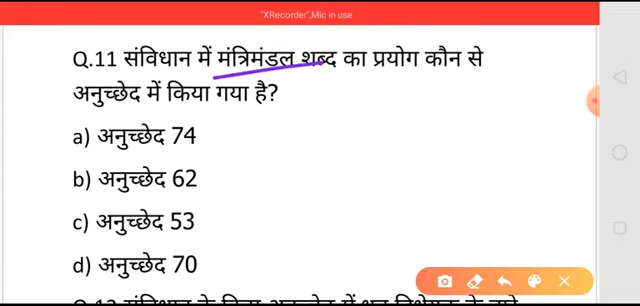 "XRecorder",Mic in use
Q.11 संविधान में मंत्रिमंडल शब्द का प्रयोग कौन से
अनुच्छेद में किया गया है?
a) अनुच्छेद 74
b) अनुच्छेद 62
c) अनुच्छेद 53
d) अनुच्छेद 70